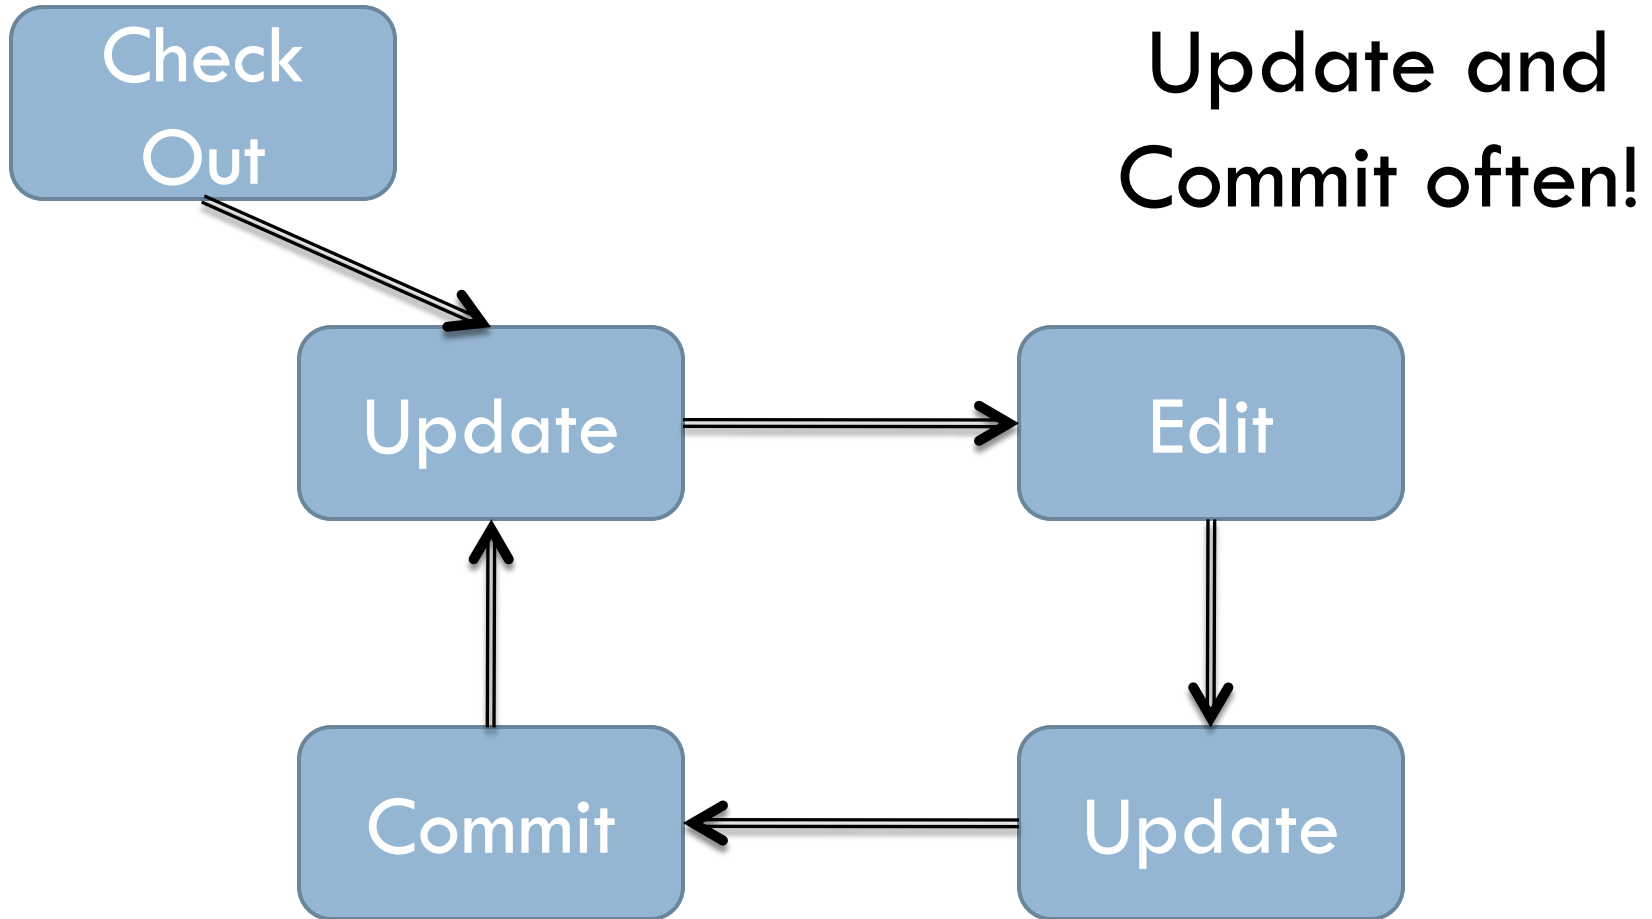 Check
Out
Update and
Commit often!
Update
Edit
Commit
Update